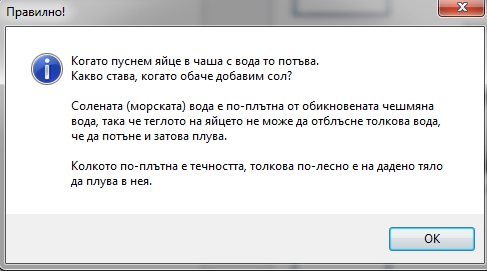 Правилно!
Когато пуснем яйце в чаша с вода то потъва.
Какво става, когато обаче добавим сол?
Солената (морската) вода е по-плътна от обикновената чешмяна
вода, така че теглото на яйцето не може да отблъсне толкова вода,
че да потъне и затова плува.
Колкото по-плътна е течността, толкова по-лесно е на дадено тяло
да плува в нея.
OK